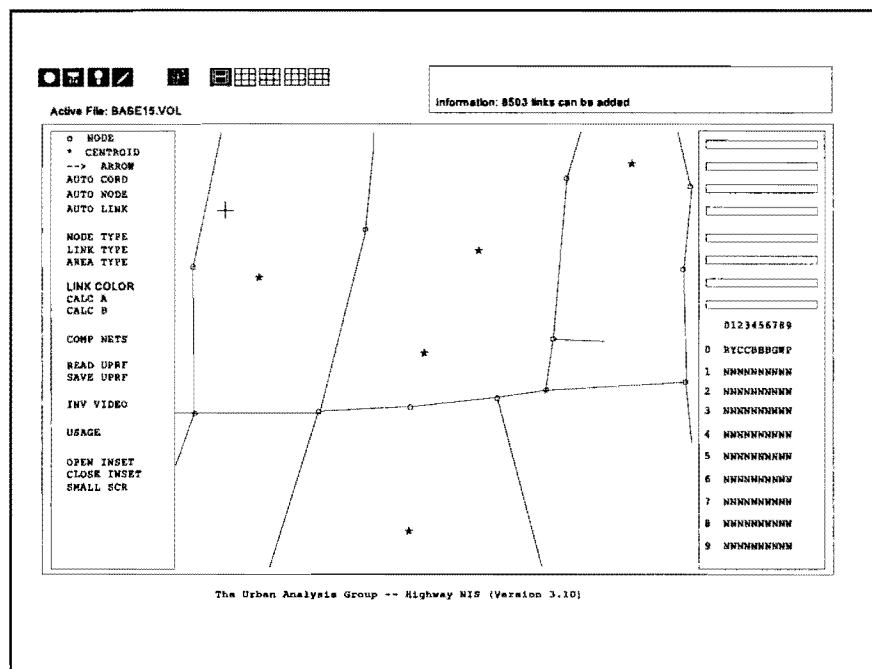 Information: 8503 links can be added
Active File: BASE15.VOL
o NODE
* CENTROID
--> ARROW
AUTO CORD
AUTO NODE
AUTO LINK
NODE TYPE
LINK TYPE
AREA TYPE
LINK COLOR
CALC A
CALC B
COMP NETS
READ UPRF
SAVE UPRF
INV VIDEO
USAGE
OPEN INSET
CLOSE INSET
SMALL SCR
0123456789
0 RYCCBBBGWP
1 NNNNNNNNNN
2 NNNNNNNNNN
3 NNNNNNNNNN
4 NNNNNNNNNN
5 NNNNNNNNNN
6 NNNNNNNNNN
7 NNNNNNNNNN
8 NNNNNNNNNN
9 NNNNNNNNNN
The Urban Analysis Group -- Highway NIS (Version 3.10)